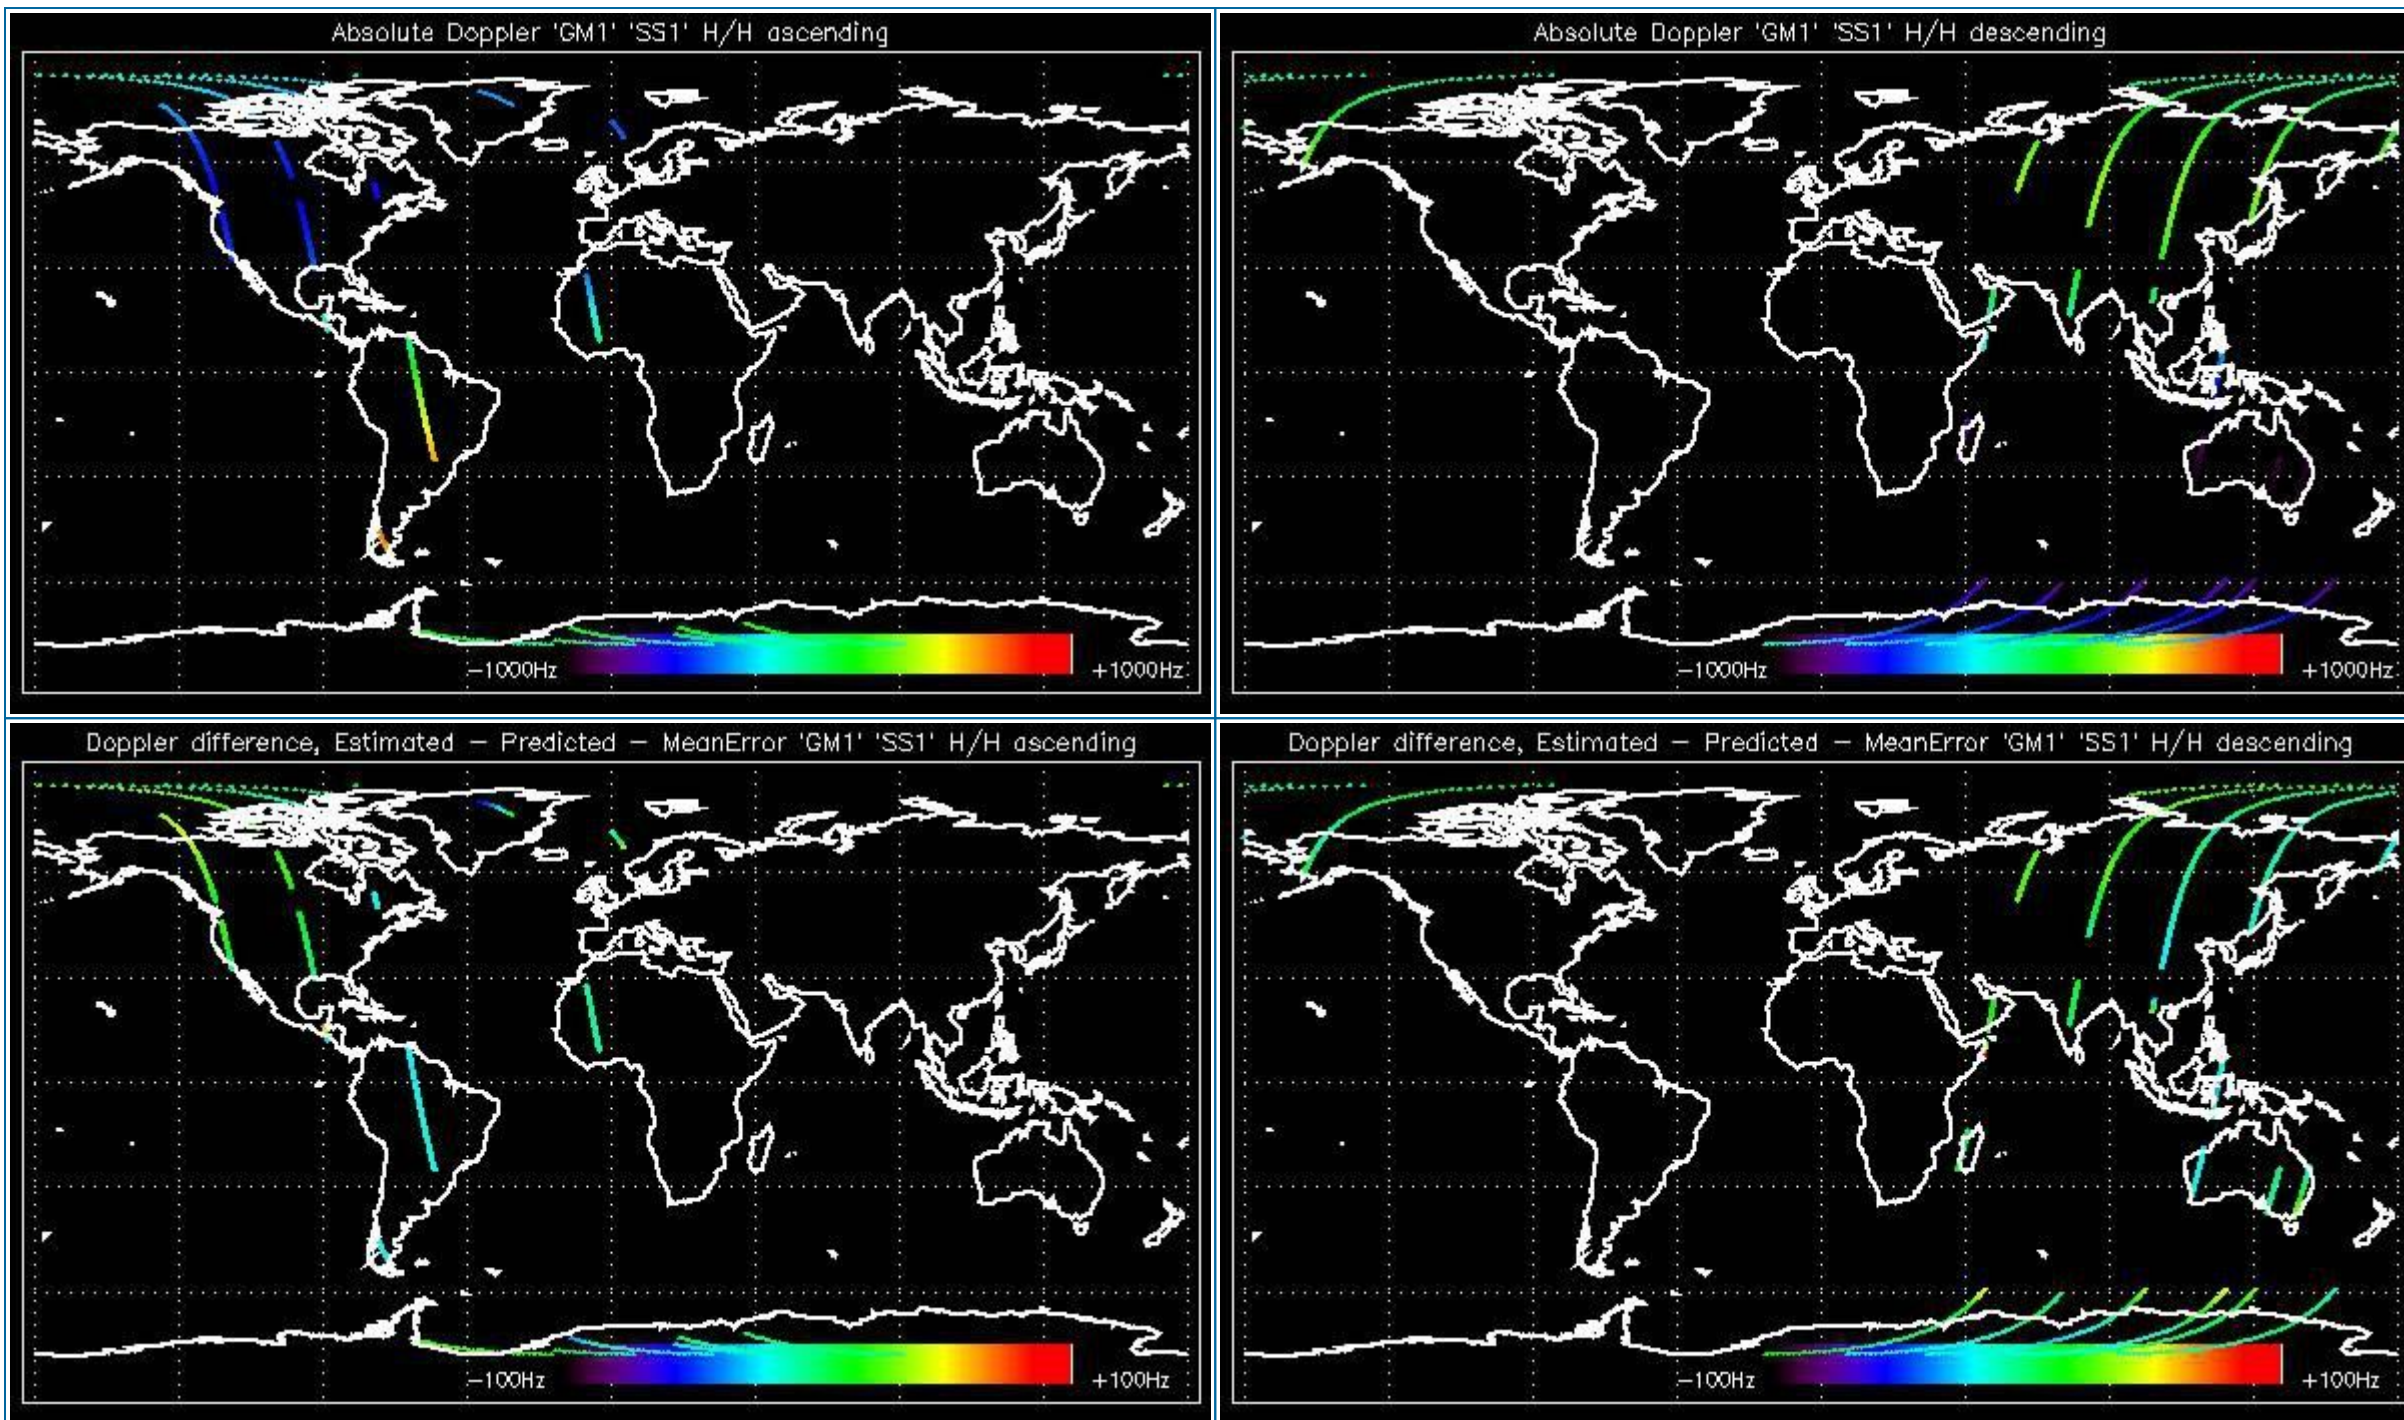 Absolute Doppler 'GM1' 'SS1' H/H ascending
-1000Hz
+1000Hz
Absolute Doppler 'GM1' 'SS1' H/H descending
-1000Hz
+1000Hz
Doppler difference, Estimated - Predicted - MeanError 'GM1' 'SS1' H/H ascending
-100Hz
+100Hz
Doppler difference, Estimated - Predicted - MeanError 'GM1' 'SS1' H/H descending
-100Hz
+100Hz